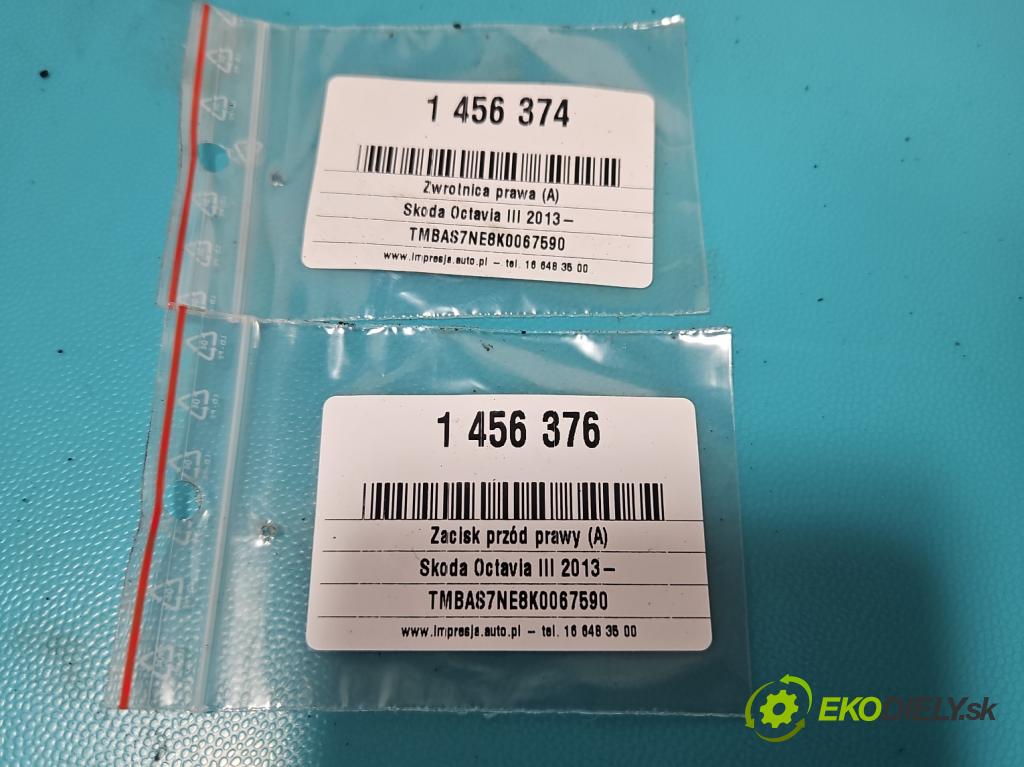 1 456 374
Zwrotnica prawa (A)
Skoda Octavia III 2013–
TMBAS7NE8K0067590
www.impresja.auto.pl – tel. 16 648 35 00
1 456 376
Zacisk przód prawy (A)
Skoda Octavia III 2013–
TMBAS7NE8K0067590
www.impresja.auto.pl – tel. 16 648 35 00
EKODIELY.sk